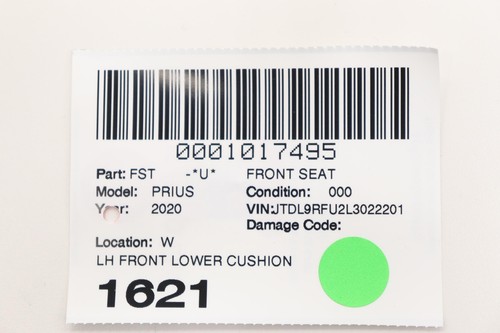 0001017495
Part: FST -*U* FRONT SEAT
Model: PRIUS Condition: 000
Year: 2020 VIN:JTDL9RFU2L3022201
Damage Code:
Location: W
LH FRONT LOWER CUSHION
1621